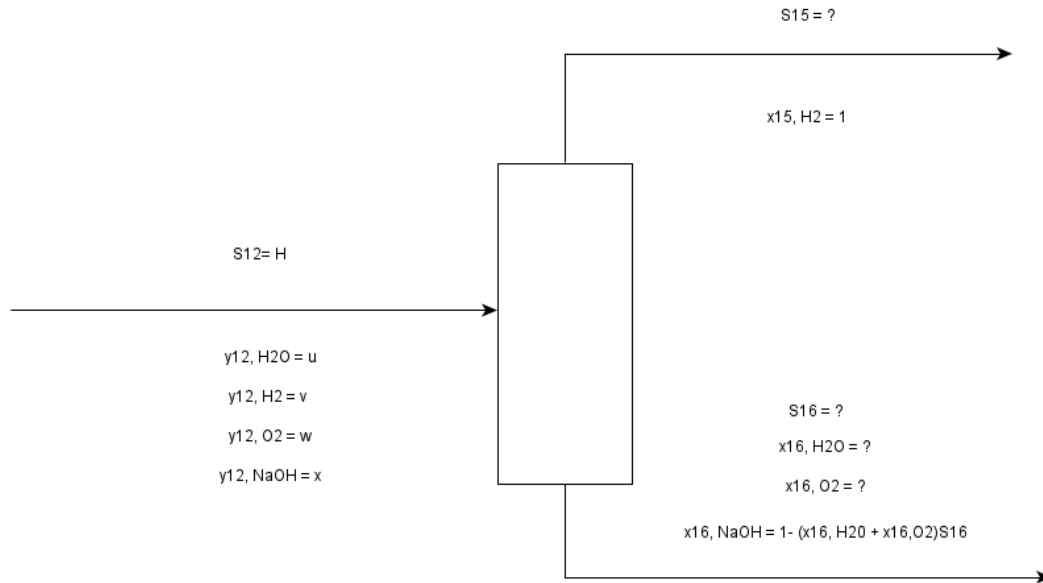 S15 = ?
x15, H2 = 1
S12= H
y12, H2O = u
y12, H2 = v
y12, O2 = w
y12, NaOH = x
S16 = ?
x16, H2O = ?
x16, O2 = ?
x16, NaOH = 1- (x16, H20 + x16,O2)S16